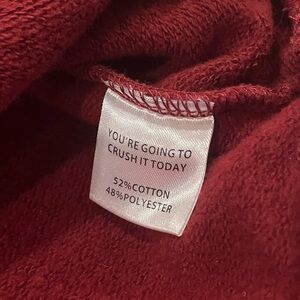 YOU'RE GOING TO
CRUSH IT TODAY
52%COTTON
48%POLYESTER